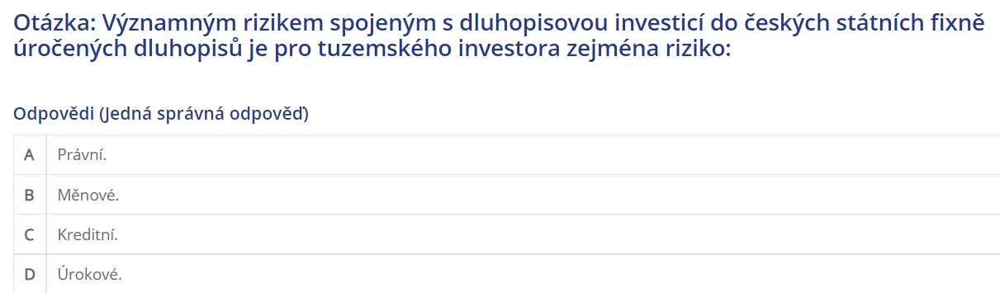 Otázka: Významným rizikem spojeným s dluhopisovou investicí do českých státních fixně
úročených dluhopisů je pro tuzemského investora zejména riziko:
Odpovědi (Jedná správná odpověď)
A Právní.
B Měnové.
C Kreditní.
D Úrokové.